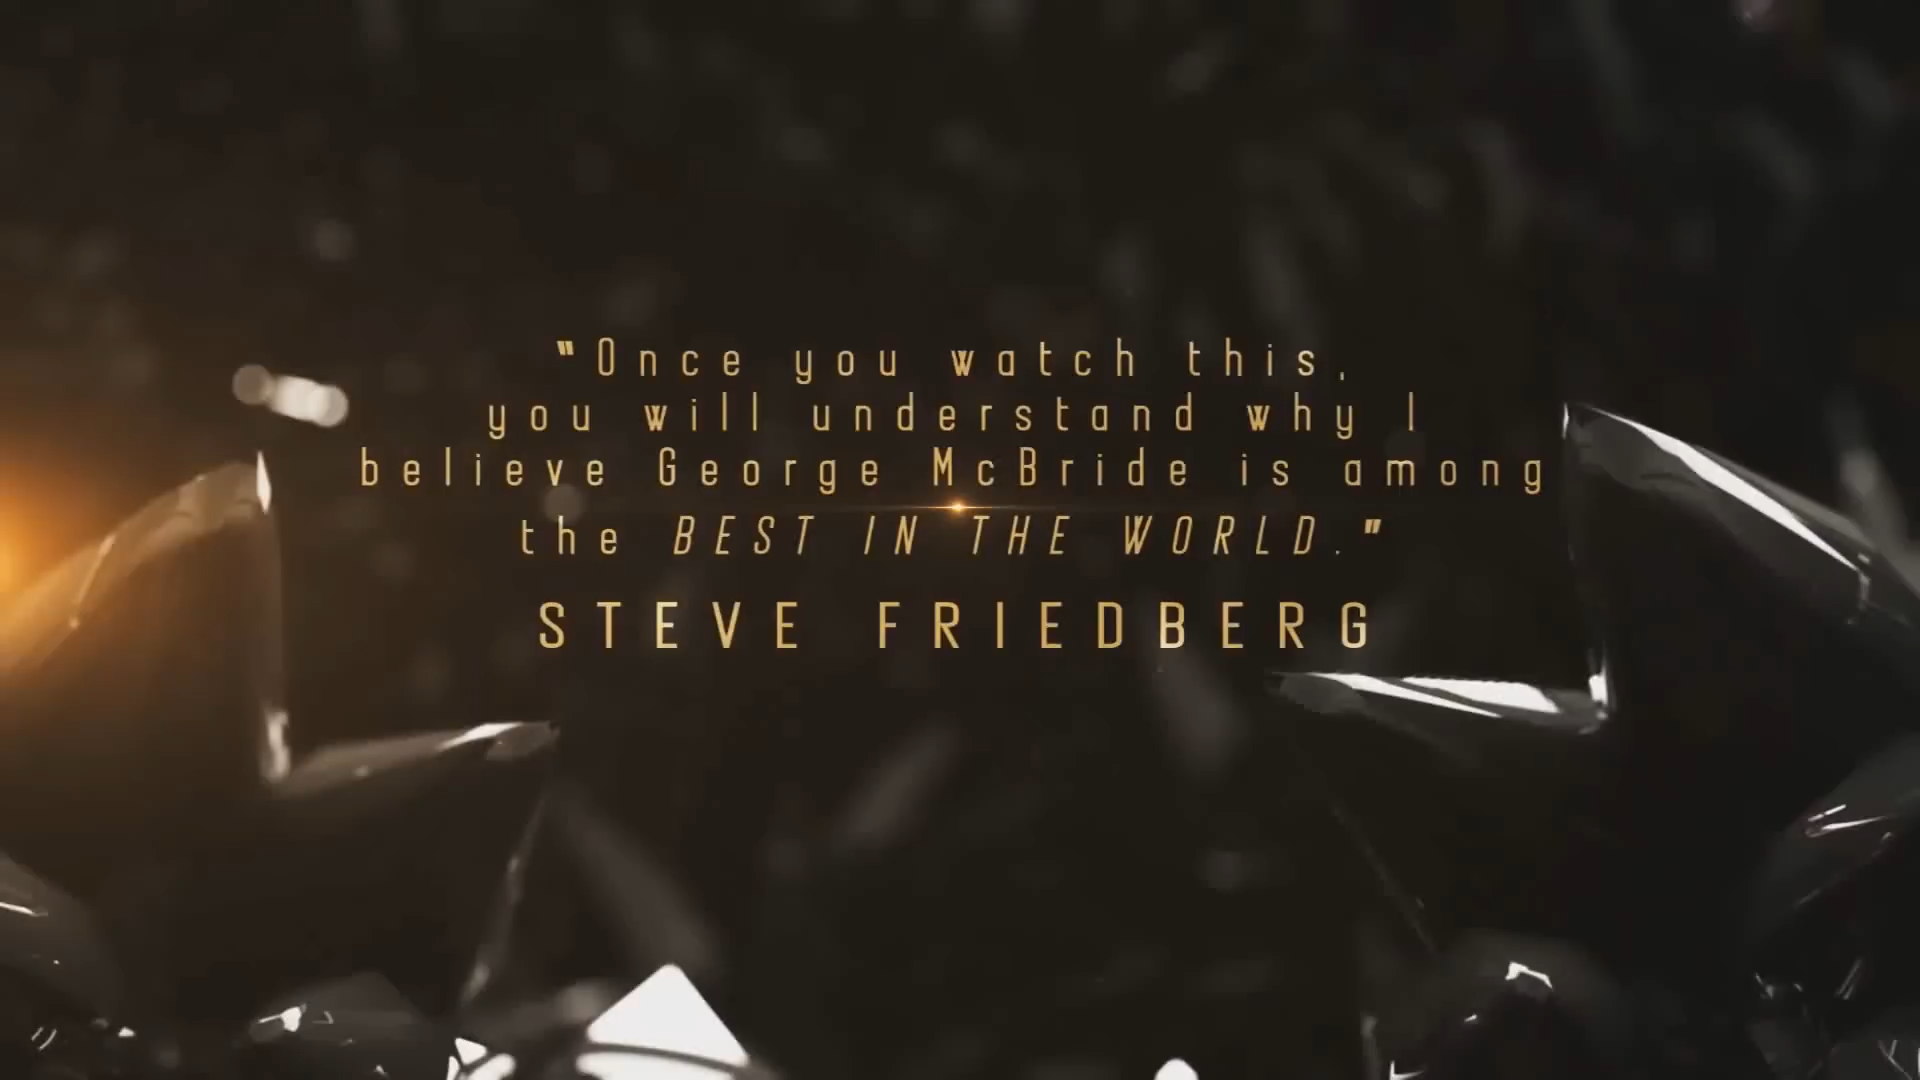 "Once you watch this,
you will understand why I
believe George McBride is among
the BEST IN THE WORLD."
STEVE FRIEDBERG